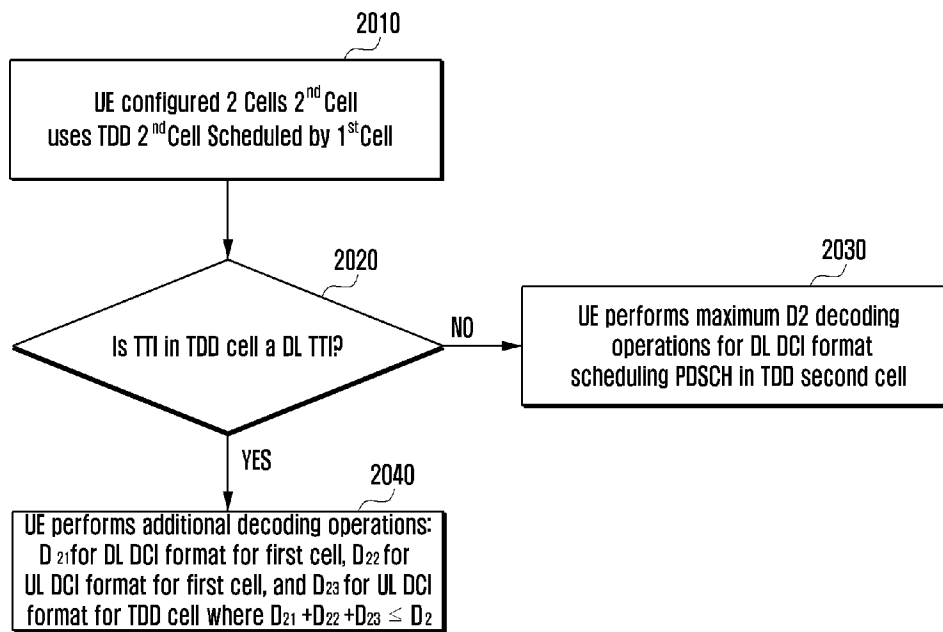 2010
UE configured 2 Cells 2nd Cell
uses TDD 2nd Cell Scheduled by 1st Cell
2020
Is TTI in TDD cell a DL TTI?
NO
2030
UE performs maximum D2 decoding
operations for DL DCI format
scheduling PDSCH in TDD second cell
YES
2040
UE performs additional decoding operations:
D21 for DL DCI format for first cell, D22 for
UL DCI format for first cell, and D23 for UL DCI
format for TDD cell where D21 +D22 +D23 ≤ D2